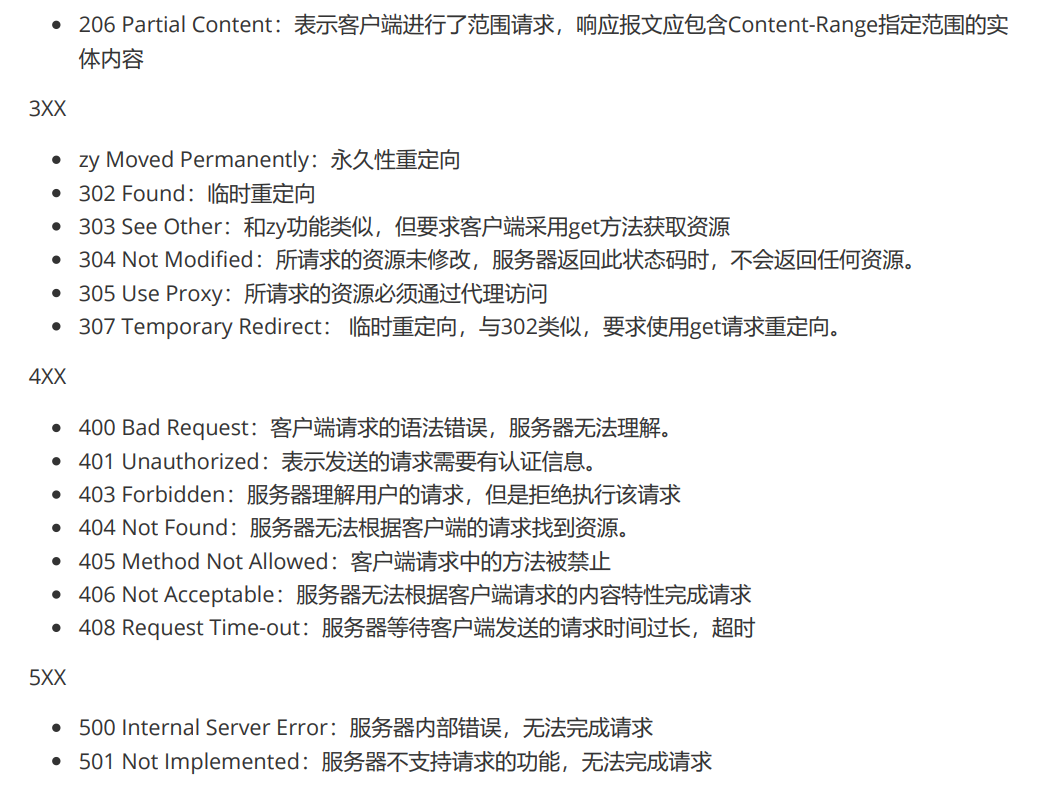 • 206 Partial Content：表示客户端进行了范围请求，响应报文应包含Content-Range指定范围的实
体内容
3XX
• zy Moved Permanently：永久性重定向
• 302 Found：临时重定向
• 303 See Other：和zy功能类似，但要求客户端采用get方法获取资源
• 304 Not Modified：所请求的资源未修改，服务器返回此状态码时，不会返回任何资源。
• 305 Use Proxy：所请求的资源必须通过代理访问
• 307 Temporary Redirect： 临时重定向，与302类似，要求使用get请求重定向。
4XX
• 400 Bad Request：客户端请求的语法错误，服务器无法理解。
• 401 Unauthorized：表示发送的请求需要有认证信息。
• 403 Forbidden：服务器理解用户的请求，但是拒绝执行该请求
• 404 Not Found：服务器无法根据客户端的请求找到资源。
• 405 Method Not Allowed：客户端请求中的方法被禁止
• 406 Not Acceptable：服务器无法根据客户端请求的内容特性完成请求
• 408 Request Time-out：服务器等待客户端发送的请求时间过长，超时
5XX
• 500 Internal Server Error：服务器内部错误，无法完成请求
• 501 Not Implemented：服务器不支持请求的功能，无法完成请求